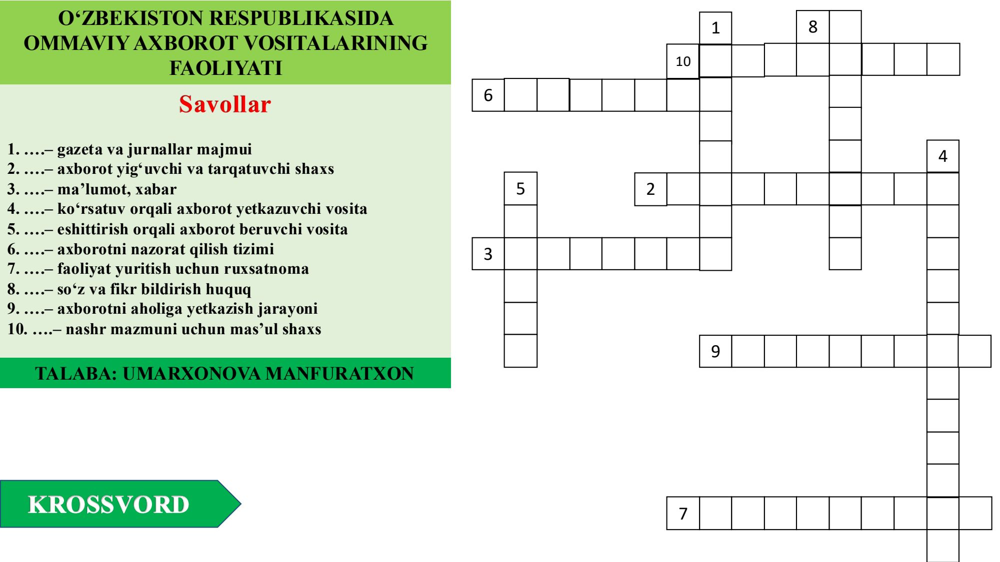 O‘ZBEKISTON RESPUBLIKASIDA
OMMAVIY AXBOROT VOSITALARINING
FAOLIYATI
Savollar
1. ….– gazeta va jurnallar majmui
2. ….– axborot yig‘uvchi va tarqatuvchi shaxs
3. ….– ma’lumot, xabar
4. ….– ko‘rsatuv orqali axborot yetkazuvchi vosita
5. ….– eshittirish orqali axborot beruvchi vosita
6. ….– axborotni nazorat qilish tizimi
7. ….– faoliyat yuritish uchun ruxsatnoma
8. ….– so‘z va fikr bildirish huquq
9. ….– axborotni aholiga yetkazish jarayoni
10. ….– nashr mazmuni uchun mas’ul shaxs
TALABA: UMARXONOVA MANFURATXON
KROSSVORD
1
8
10
6
4
5
2
3
9
7